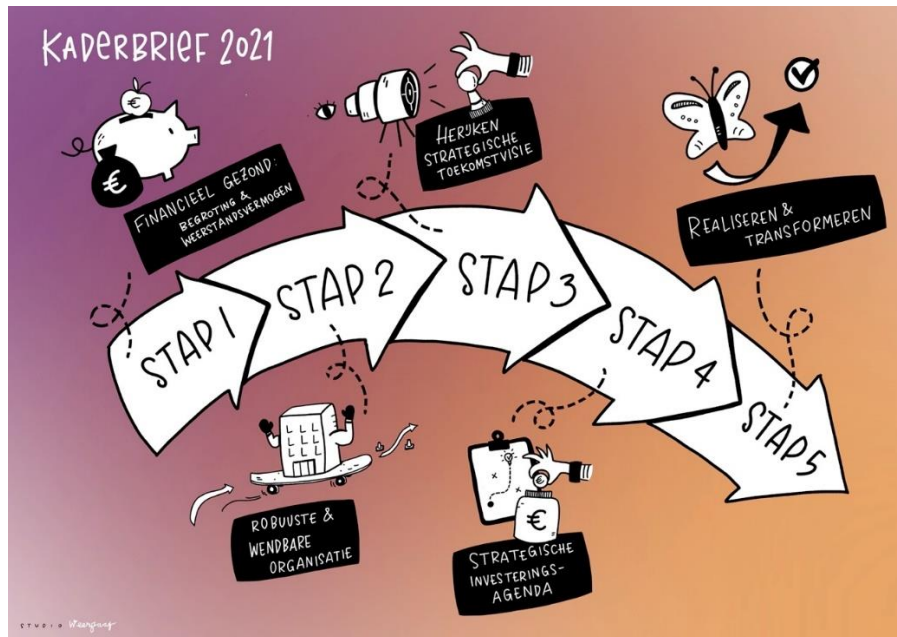 KADERBRIEF 2021
€
€
FINANCIEEL GEZOND:
BEGROTING &
WEERSTANDSVERMOGEN
HERIJKEN
STRATEGISCHE
TOEKOMSTVISIE
REALISEREN &
TRANSFORMEREN
STAP 1
STAP 2
STAP 3
STAP 4
STAP 5
ROBUUSTE &
WENDBARE
ORGANISATIE
€
STRATEGISCHE
INVESTERINGS-
AGENDA
STUDIO